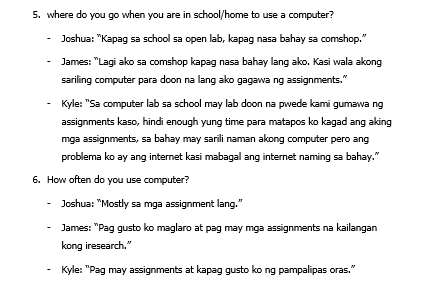 5. where do you go when you are in school/home to use a computer?
- Joshua: “Kapag sa school sa open lab, kapag nasa bahay sa comshop.”
- James: “Lagi ako sa comshop kapag nasa bahay lang ako. Kasi wala akong
sariling computer para doon na lang ako gagawa ng assignments.”
- Kyle: “Sa computer lab sa school may lab doon na pwede kami gumawa ng
assignments kaso, hindi enough yung time para matapos ko kagad ang aking
mga assignments, sa bahay may sarili naman akong computer pero ang
problema ko ay ang internet kasi mabagal ang internet naming sa bahay.”
6. How often do you use computer?
- Joshua: “Mostly sa mga assignment lang.”
- James: “Pag gusto ko maglaro at pag may mga assignments na kailangan
kong iresearch.”
- Kyle: “Pag may assignments at kapag gusto ko ng pampalipas oras.”